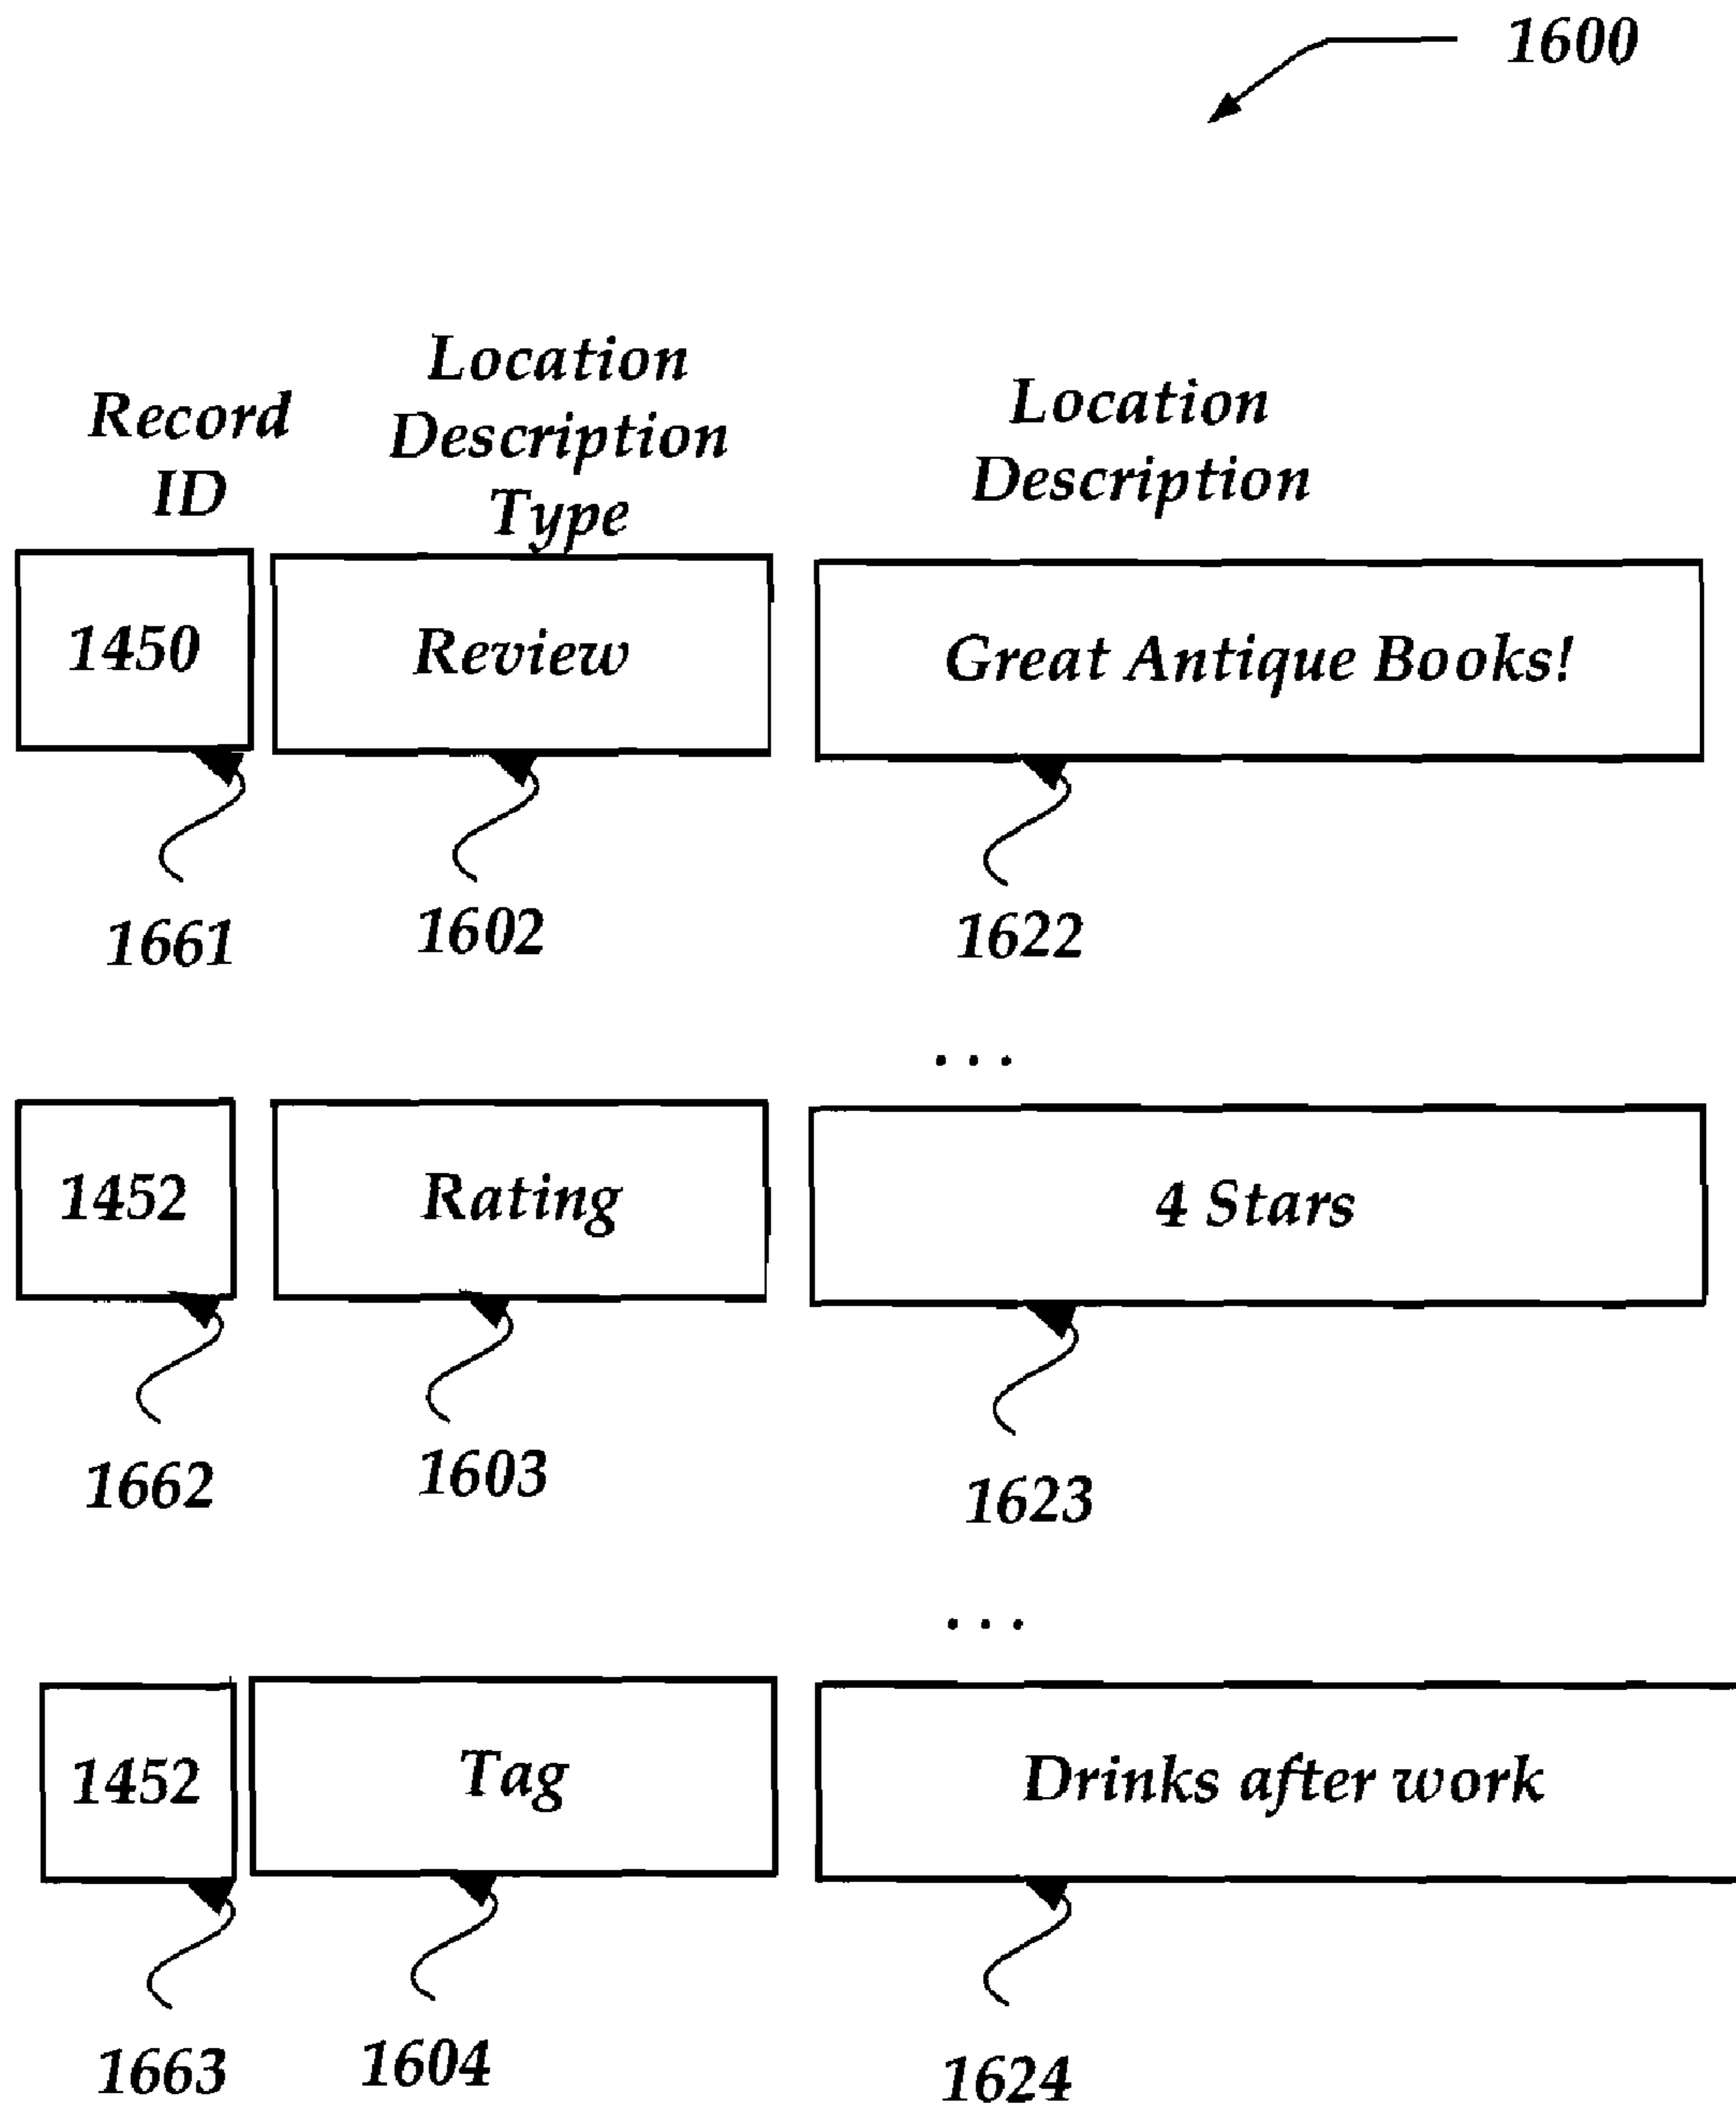 1600
Record
ID
Location
Description
Type
Location
Description
1450
Review
Great Antique Books!
1661
1602
1622
...
1452
Rating
4 Stars
1662
1603
1623
...
1452
Tag
Drinks after work
1663
1604
1624